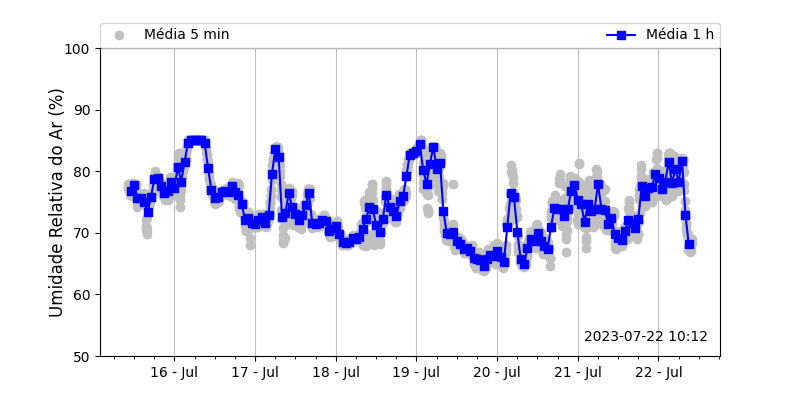 Média 5 min
Média 1 h
Umidade Relativa do Ar (%)
100
90
80
70
60
50
2023-07-22 10:12
16 - Jul
17 - Jul
18 - Jul
19 - Jul
20 - Jul
21 - Jul
22 - Jul